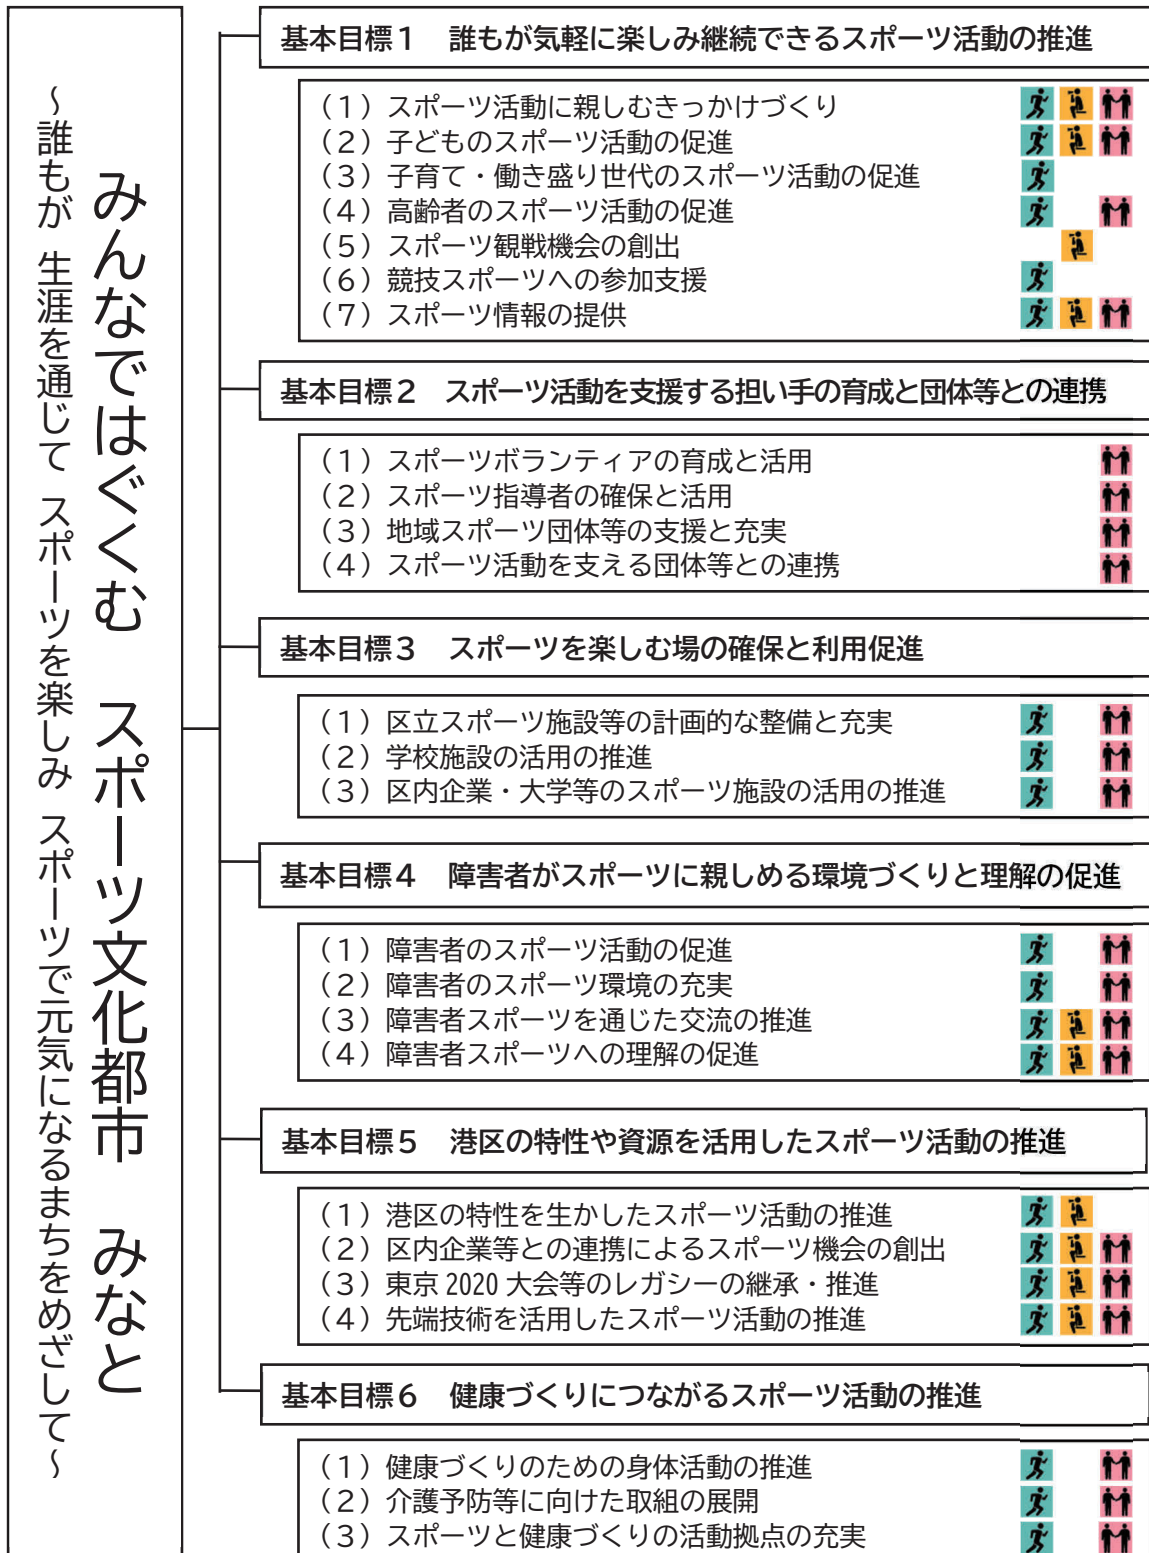 みんなではぐくむ　スポーツ文化都市　みなと
～誰もが 生涯を通じて スポーツを楽しみ スポーツで元気になるまちをめざして～
基本目標１　誰もが気軽に楽しみ継続できるスポーツ活動の推進
（１）スポーツ活動に親しむきっかけづくり
（２）子どものスポーツ活動の促進
（３）子育て・働き盛り世代のスポーツ活動の促進
（４）高齢者のスポーツ活動の促進
（５）スポーツ観戦機会の創出
（６）競技スポーツへの参加支援
（７）スポーツ情報の提供
基本目標２　スポーツ活動を支援する担い手の育成と団体等との連携
（１）スポーツボランティアの育成と活用
（２）スポーツ指導者の確保と活用
（３）地域スポーツ団体等の支援と充実
（４）スポーツ活動を支える団体等との連携
基本目標３　スポーツを楽しむ場の確保と利用促進
（１）区立スポーツ施設等の計画的な整備と充実
（２）学校施設の活用の推進
（３）区内企業・大学等のスポーツ施設の活用の推進
基本目標４　障害者がスポーツに親しめる環境づくりと理解の促進
（１）障害者のスポーツ活動の促進
（２）障害者のスポーツ環境の充実
（３）障害者スポーツを通じた交流の推進
（４）障害者スポーツへの理解の促進
基本目標５　港区の特性や資源を活用したスポーツ活動の推進
（１）港区の特性を生かしたスポーツ活動の推進
（２）区内企業等との連携によるスポーツ機会の創出
（３）東京 2020 大会等のレガシーの継承・推進
（４）先端技術を活用したスポーツ活動の推進
基本目標６　健康づくりにつながるスポーツ活動の推進
（１）健康づくりのための身体活動の推進
（２）介護予防等に向けた取組の展開
（３）スポーツと健康づくりの活動拠点の充実